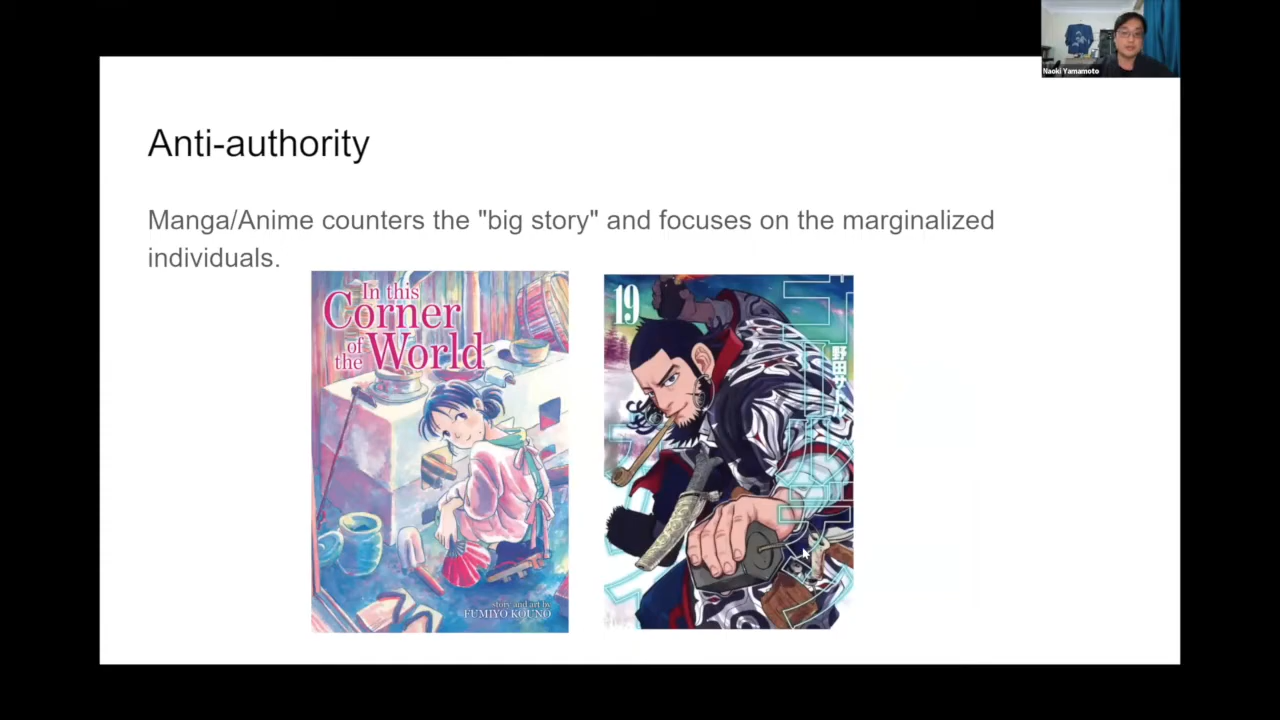 Naoki Yamamoto
Anti-authority
Manga/Anime counters the "big story" and focuses on the marginalized
individuals.
In this
Corner
of
the World
story and art by
FUMIYO KOUNO
19
野田サトル